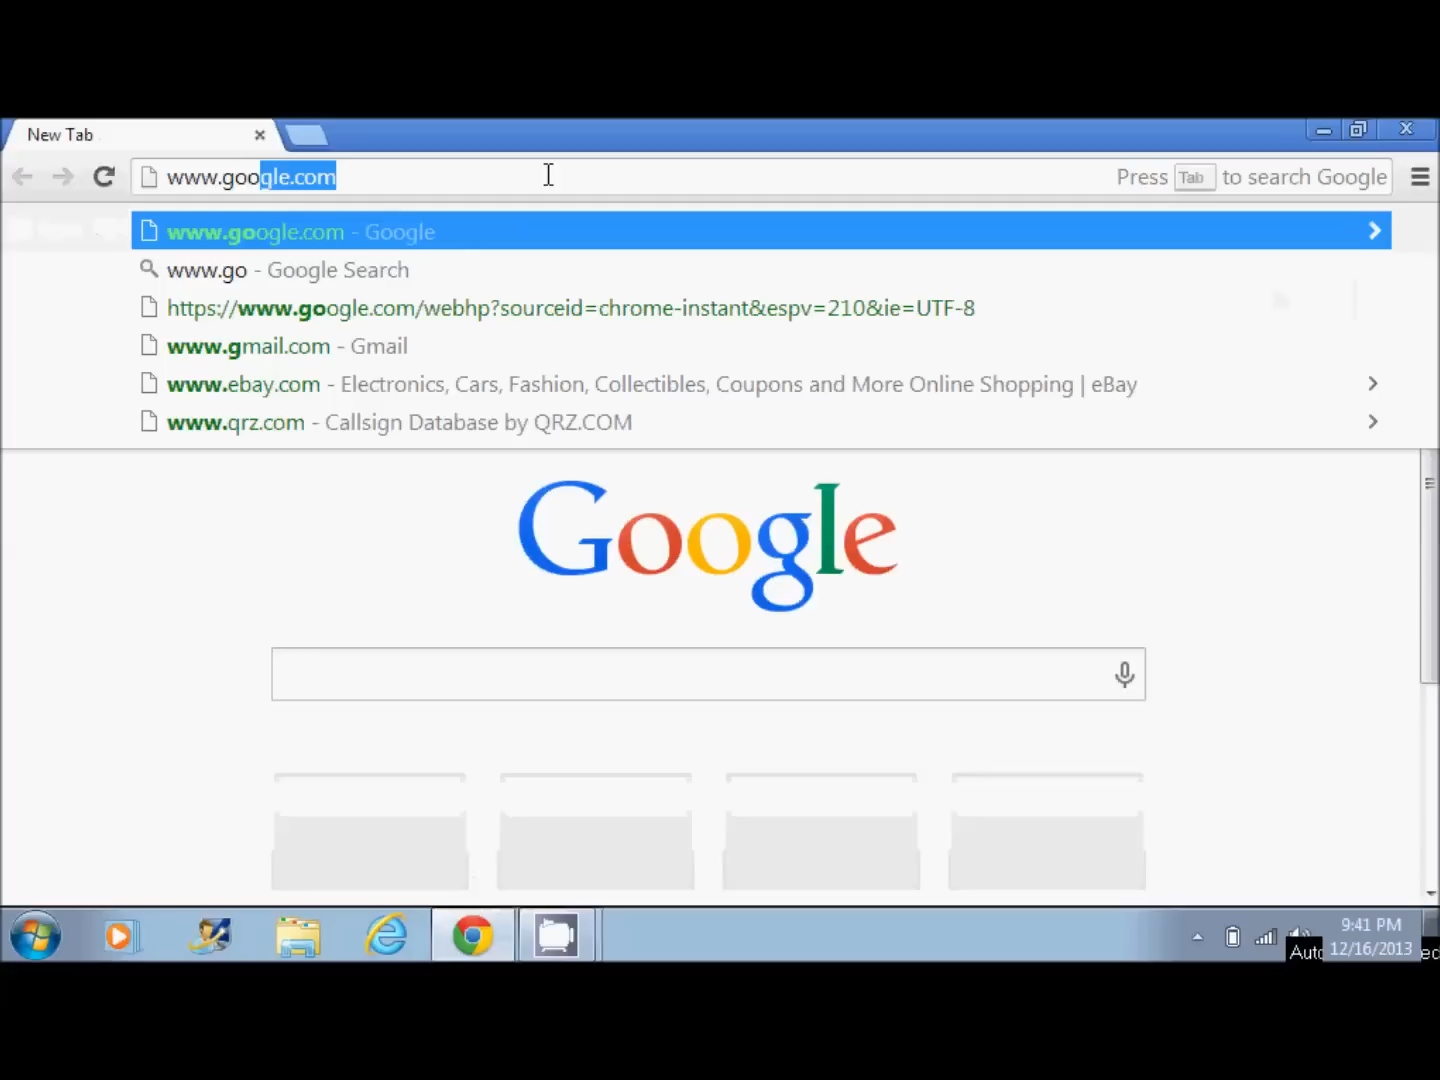 New Tab
www.google.com
Press Tab to search Google
www.google.com - Google
www.go - Google Search
https://www.google.com/webhp?sourceid=chrome-instant&espv=210&ie=UTF-8
www.gmail.com - Gmail
www.ebay.com - Electronics, Cars, Fashion, Collectibles, Coupons and More Online Shopping | eBay
www.qrz.com - Callsign Database by QRZ.COM
Google
9:41 PM
12/16/2013